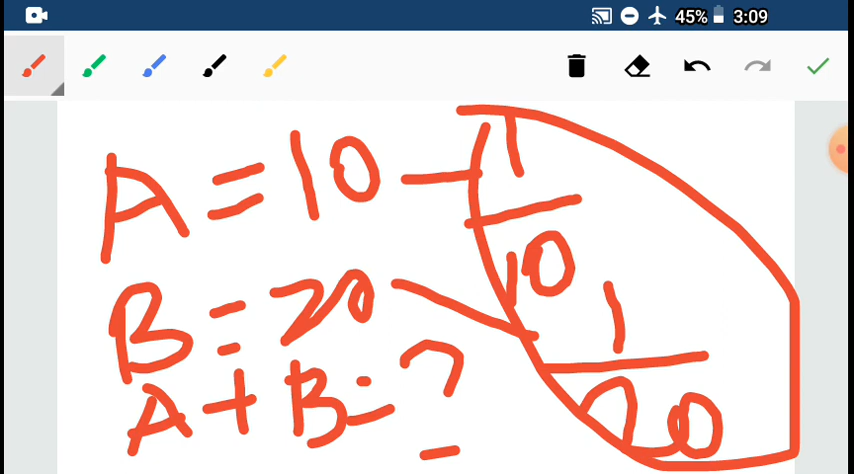 45% 3:09
A = 10 — 1/10
B = 20 — 1/20
A + B = ?